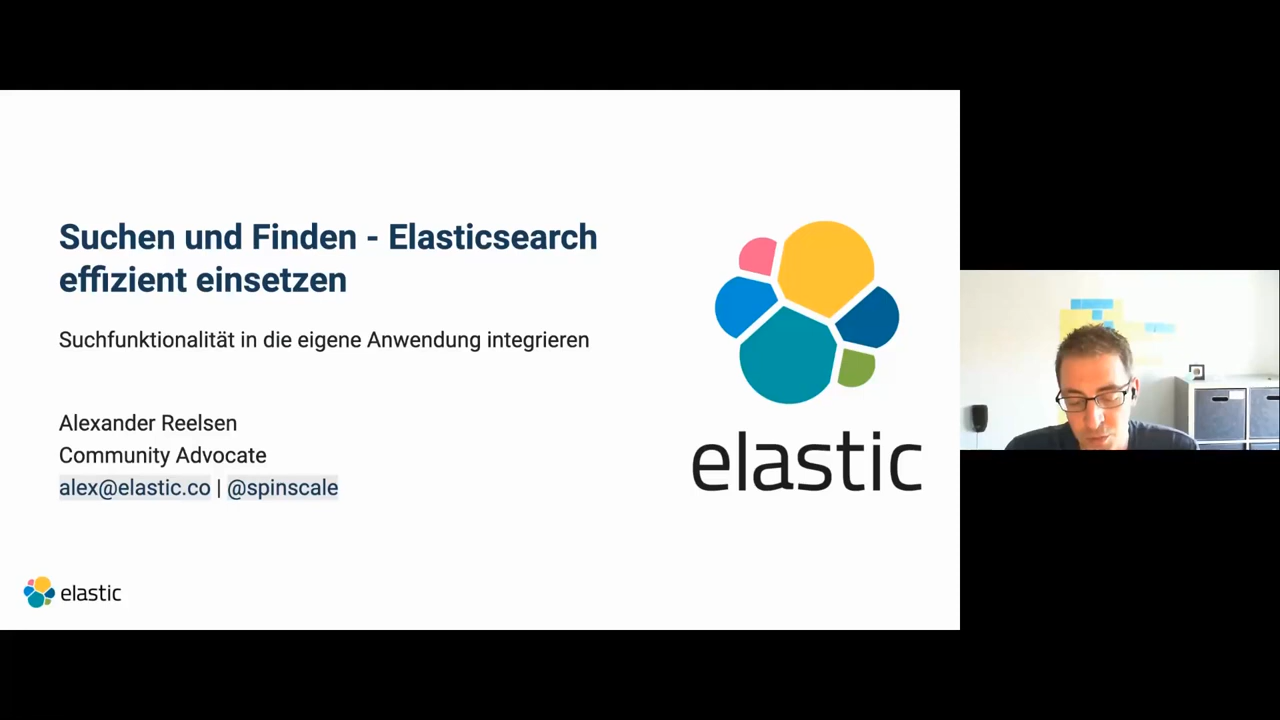 Suchen und Finden - Elasticsearch
effizient einsetzen
Suchfunktionalität in die eigene Anwendung integrieren
Alexander Reelsen
Community Advocate
alex@elastic.co | @spinscale
elastic
elastic